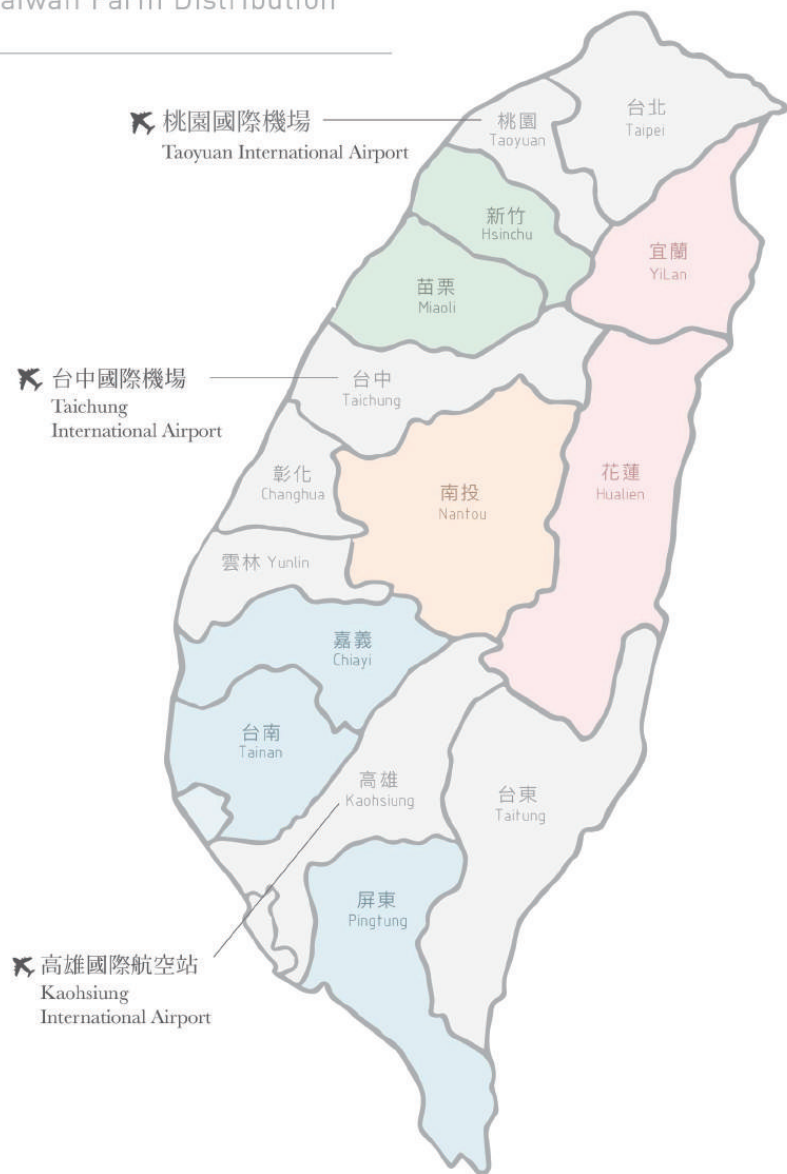 Taiwan Farm Distribution
桃園國際機場
Taoyuan International Airport
桃園
Taoyuan
台北
Taipei
新竹
Hsinchu
宜蘭
YiLan
苗栗
Miaoli
台中國際機場
Taichung
International Airport
台中
Taichung
彰化
Changhua
南投
Nantou
花蓮
Hualien
雲林 Yunlin
嘉義
Chiayi
台南
Tainan
高雄
Kaohsiung
台東
Taitung
屏東
Pingtung
高雄國際航空站
Kaohsiung
International Airport